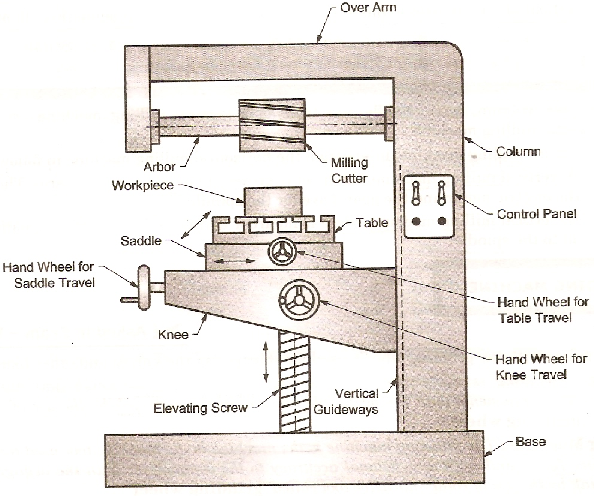 Over Arm
Arbor
Milling
Cutter
Column
Workpiece
Control Panel
Table
Saddle
Hand Wheel for
Saddle Travel
Hand Wheel for
Table Travel
Knee
Hand Wheel for
Knee Travel
Elevating Screw
Vertical
Guideways
Base